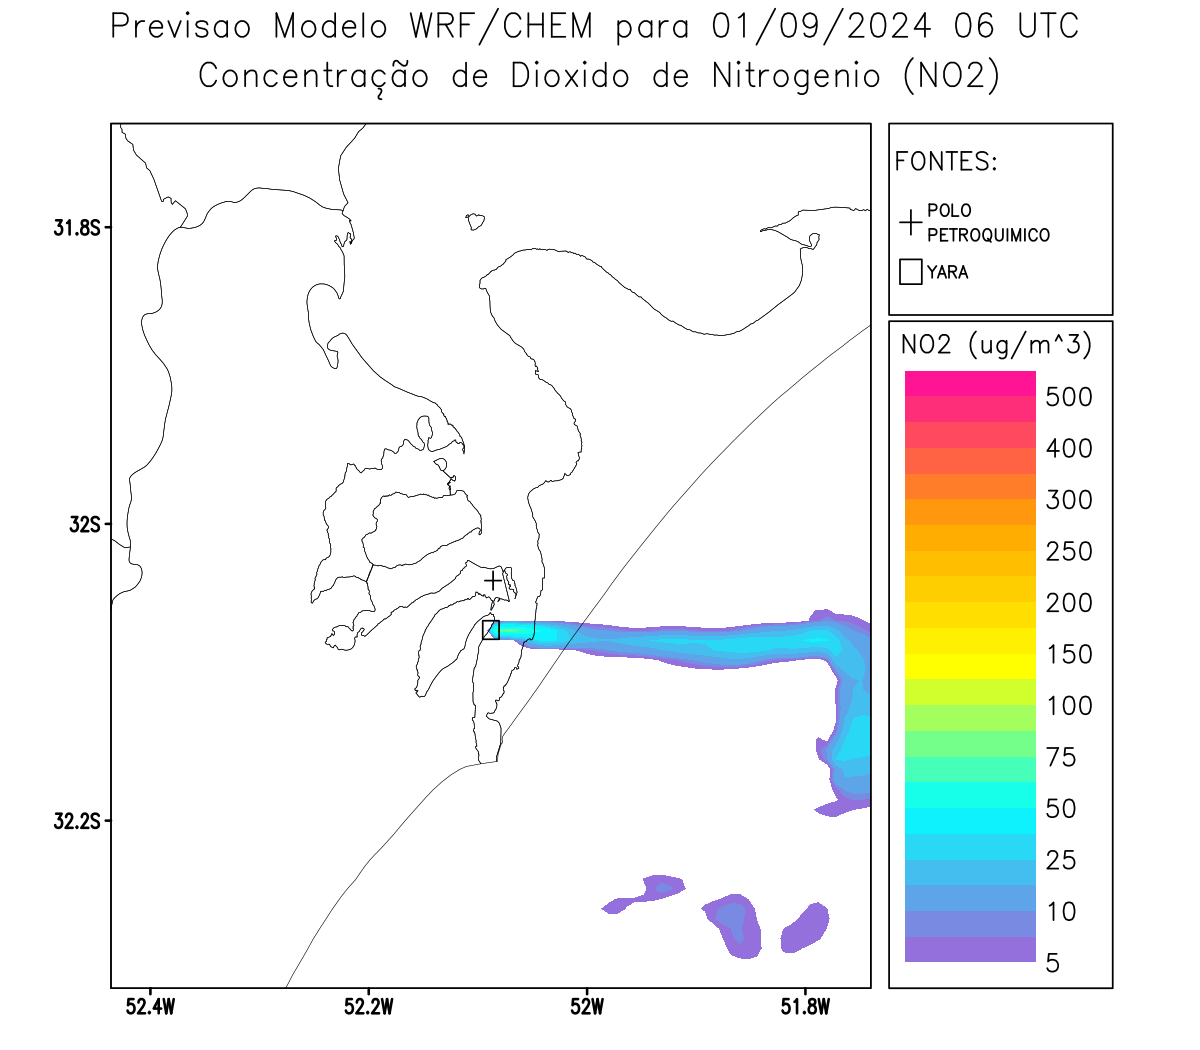 Previsao Modelo WRF/CHEM para 01/09/2024 06 UTC
Concentração de Dioxido de Nitrogenio (NO2)
FONTES:
POLO
PETROQUIMICO
YARA
NO2 (ug/m^3)
500
400
300
250
200
150
100
75
50
25
10
5
31.8S
32S
32.2S
52.4W
52.2W
52W
51.8W